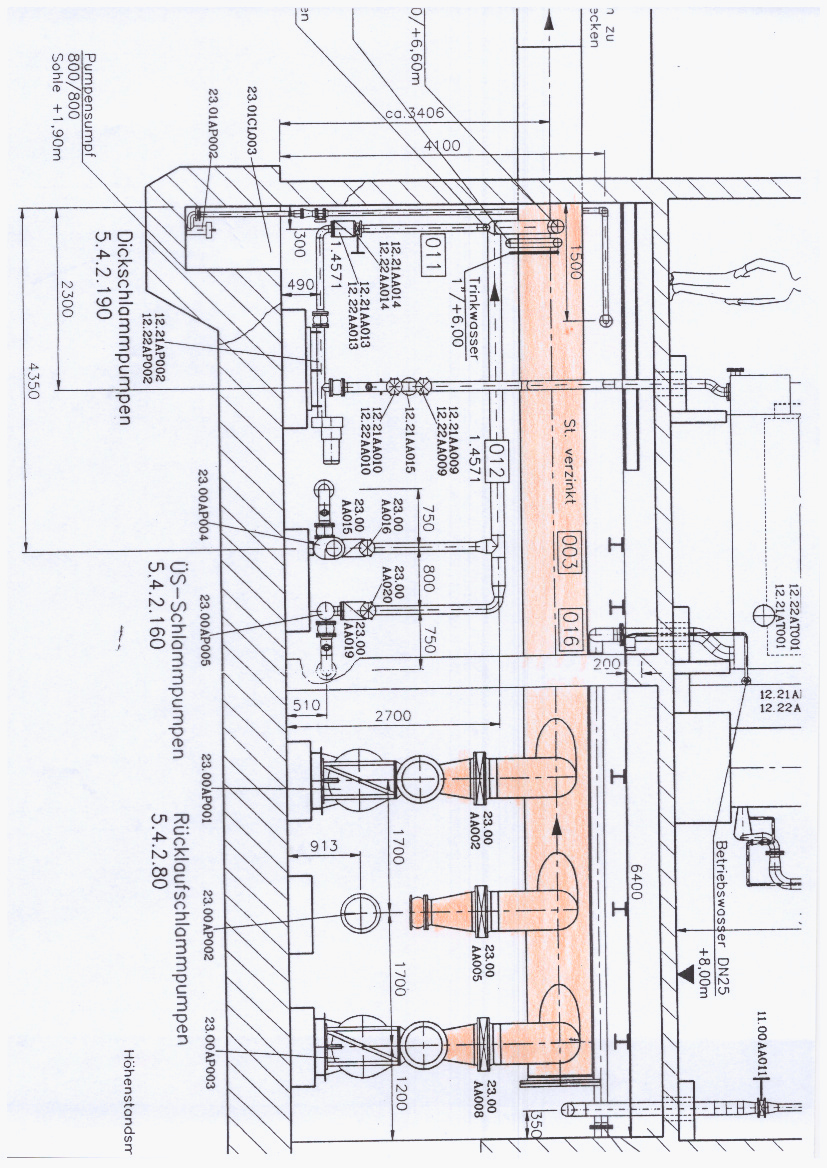 n zu
ecken
en
0/+6,60m
Pumpensumpf
800/800
Sohle +1,90m
23.01AP002
23.01CL003
ca.3406
4100
300
1500
490
2300
4350
Dickschlammpumpen
5.4.2.190
12.21AP002
12.22AP002
1.4571
12.21AA014
12.22AA014
12.21AA013
12.22AA013
011
Trinkwasser
1"/+6,00
12.21AA010
12.22AA010
12.21AA015
12.21AA009
12.22AA009
1.4571
012
St. verzinkt
003
016
23.00AP004
ÜS-Schlammpumpen
5.4.2.160
23.00AP005
23.00
AA015
23.00
AA016
23.00
AA020
23.00
AA019
750
800
750
200
510
2700
12.22AT001
12.21AT001
12.21A
12.22A
23.00AP001
Rücklaufschlammpumpen
5.4.2.80
23.00AP002
23.00AP003
913
1700
1700
1200
23.00
AA002
23.00
AA005
23.00
AA008
6400
350
Betriebswasser DN25
+8,00m
11.00AA011
Höhenstandsm